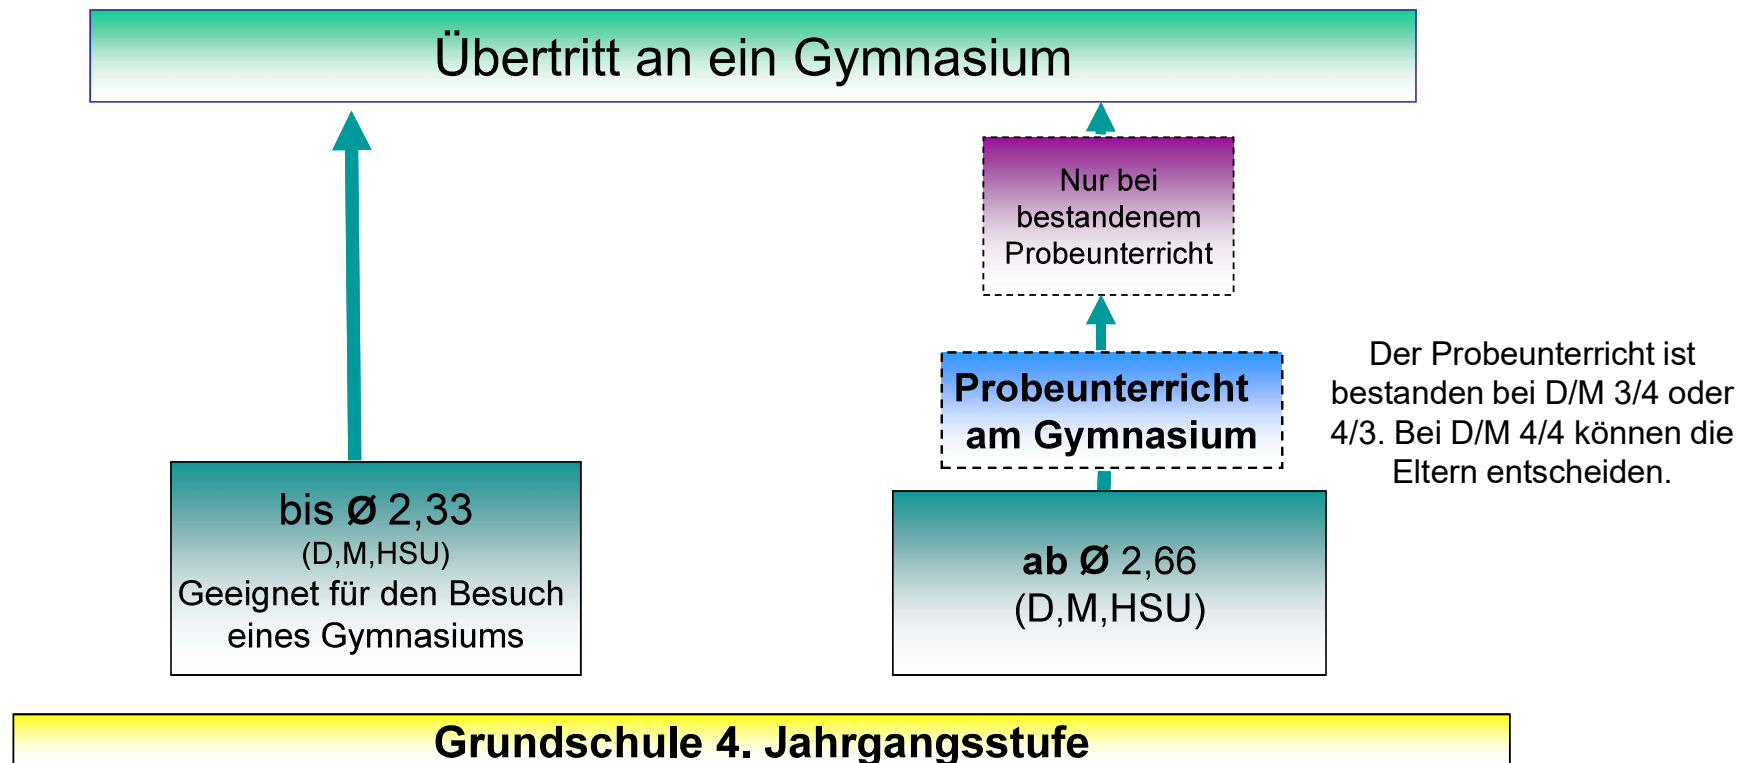 Übertritt an ein Gymnasium
Nur bei
bestandenem
Probeunterricht
Probeunterricht
am Gymnasium
Der Probeunterricht ist
bestanden bei D/M 3/4 oder
4/3. Bei D/M 4/4 können die
Eltern entscheiden.
bis Ø 2,33
(D,M,HSU)
Geeignet für den Besuch
eines Gymnasiums
ab Ø 2,66
(D,M,HSU)
Grundschule 4. Jahrgangsstufe